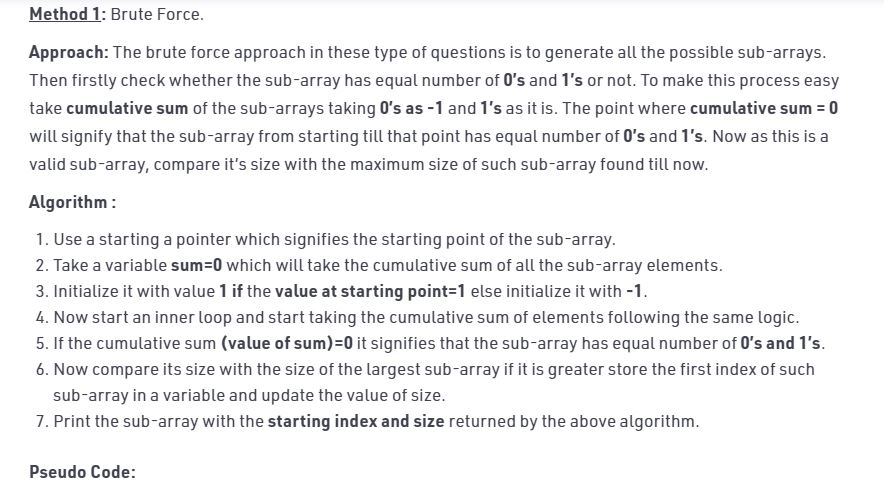 Method 1: Brute Force.
Approach: The brute force approach in these type of questions is to generate all the possible sub-arrays.
Then firstly check whether the sub-array has equal number of 0's and 1's or not. To make this process easy
take cumulative sum of the sub-arrays taking 0's as -1 and 1's as it is. The point where cumulative sum = 0
will signify that the sub-array from starting till that point has equal number of 0's and 1's. Now as this is a
valid sub-array, compare it's size with the maximum size of such sub-array found till now.
Algorithm :
1. Use a starting a pointer which signifies the starting point of the sub-array.
2. Take a variable sum=0 which will take the cumulative sum of all the sub-array elements.
3. Initialize it with value 1 if the value at starting point=1 else initialize it with -1.
4. Now start an inner loop and start taking the cumulative sum of elements following the same logic.
5. If the cumulative sum (value of sum)=0 it signifies that the sub-array has equal number of 0's and 1's.
6. Now compare its size with the size of the largest sub-array if it is greater store the first index of such
sub-array in a variable and update the value of size.
7. Print the sub-array with the starting index and size returned by the above algorithm.
Pseudo Code: